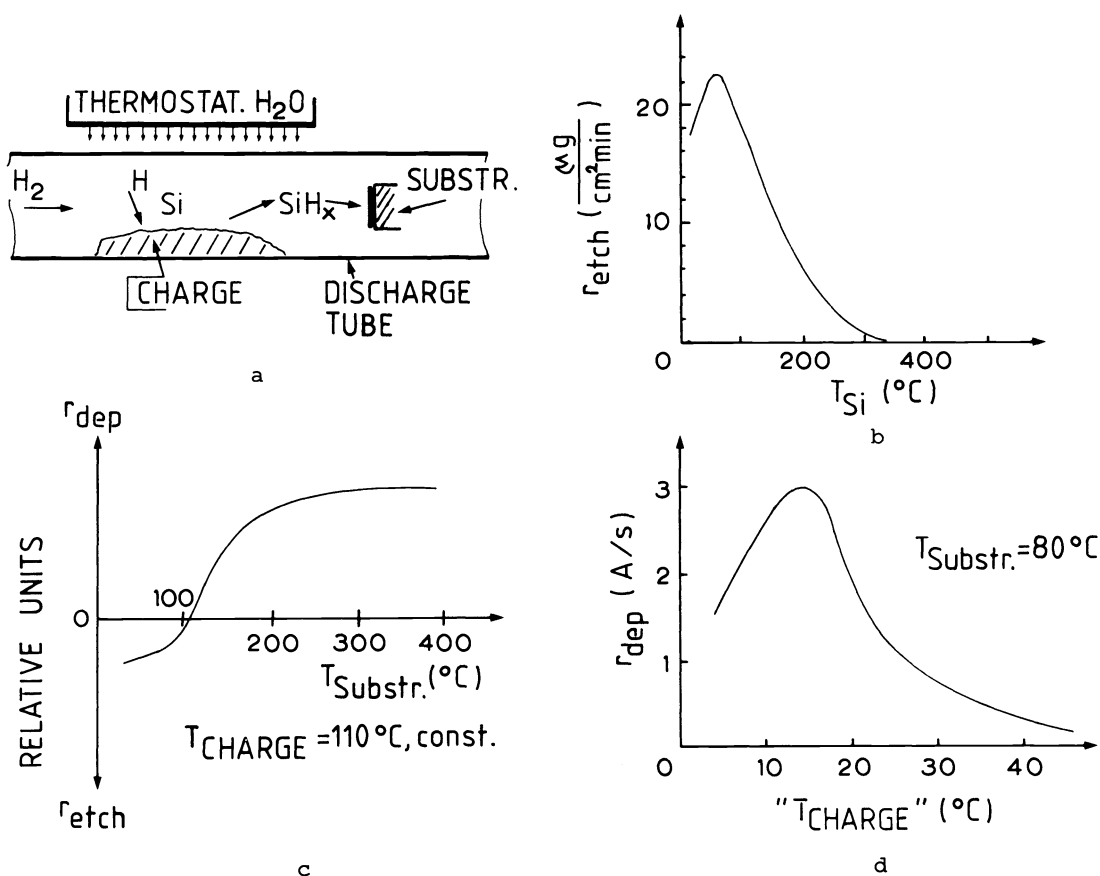 THERMOSTAT. H2O
H2
H
Si
SiHx
SUBSTR.
CHARGE
DISCHARGE
TUBE
a
retch ( μg / cm2min )
20
10
0
200
400
TSi (°C)
b
rdep
RELATIVE UNITS
0
100
200
300
400
TSubstr.(°C)
TCHARGE =110°C, const.
retch
c
rdep (A/s)
3
2
1
0
10
20
30
40
TSubstr.=80°C
"TCHARGE" (°C)
d